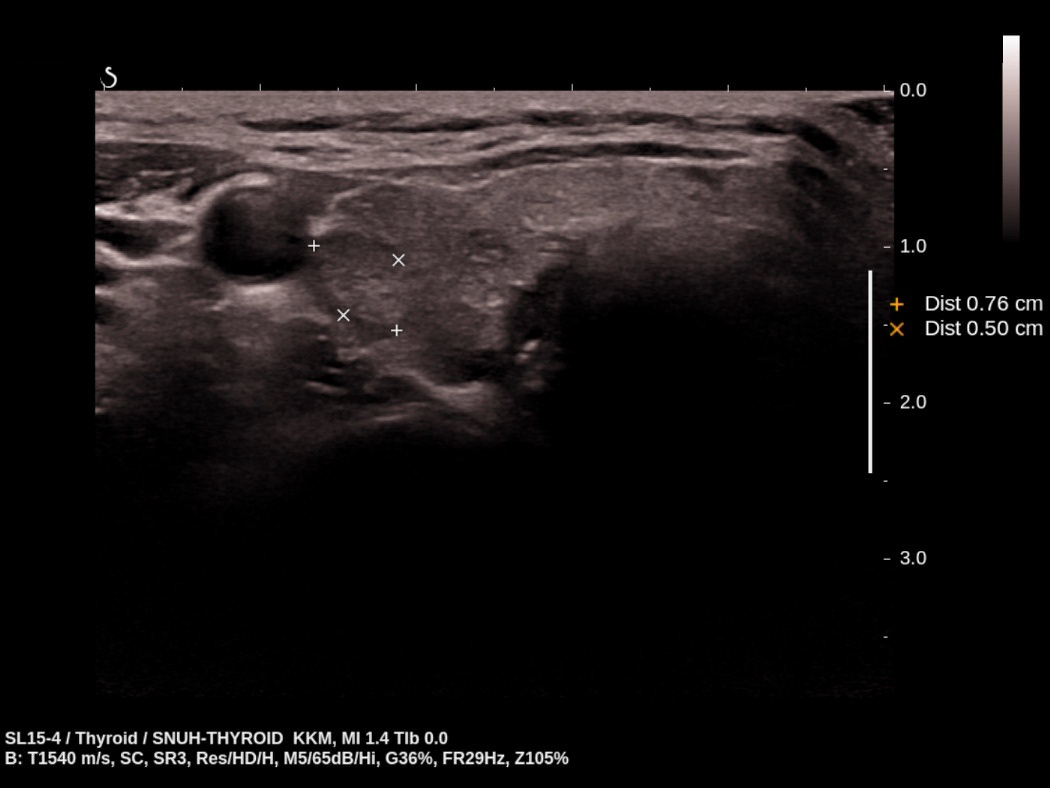 0.0
1.0
+ Dist 0.76 cm
× Dist 0.50 cm
2.0
3.0
SL15-4 / Thyroid / SNUH-THYROID KKM, MI 1.4 TIb 0.0
B: T1540 m/s, SC, SR3, Res/HD/H, M5/65dB/Hi, G36%, FR29Hz, Z105%